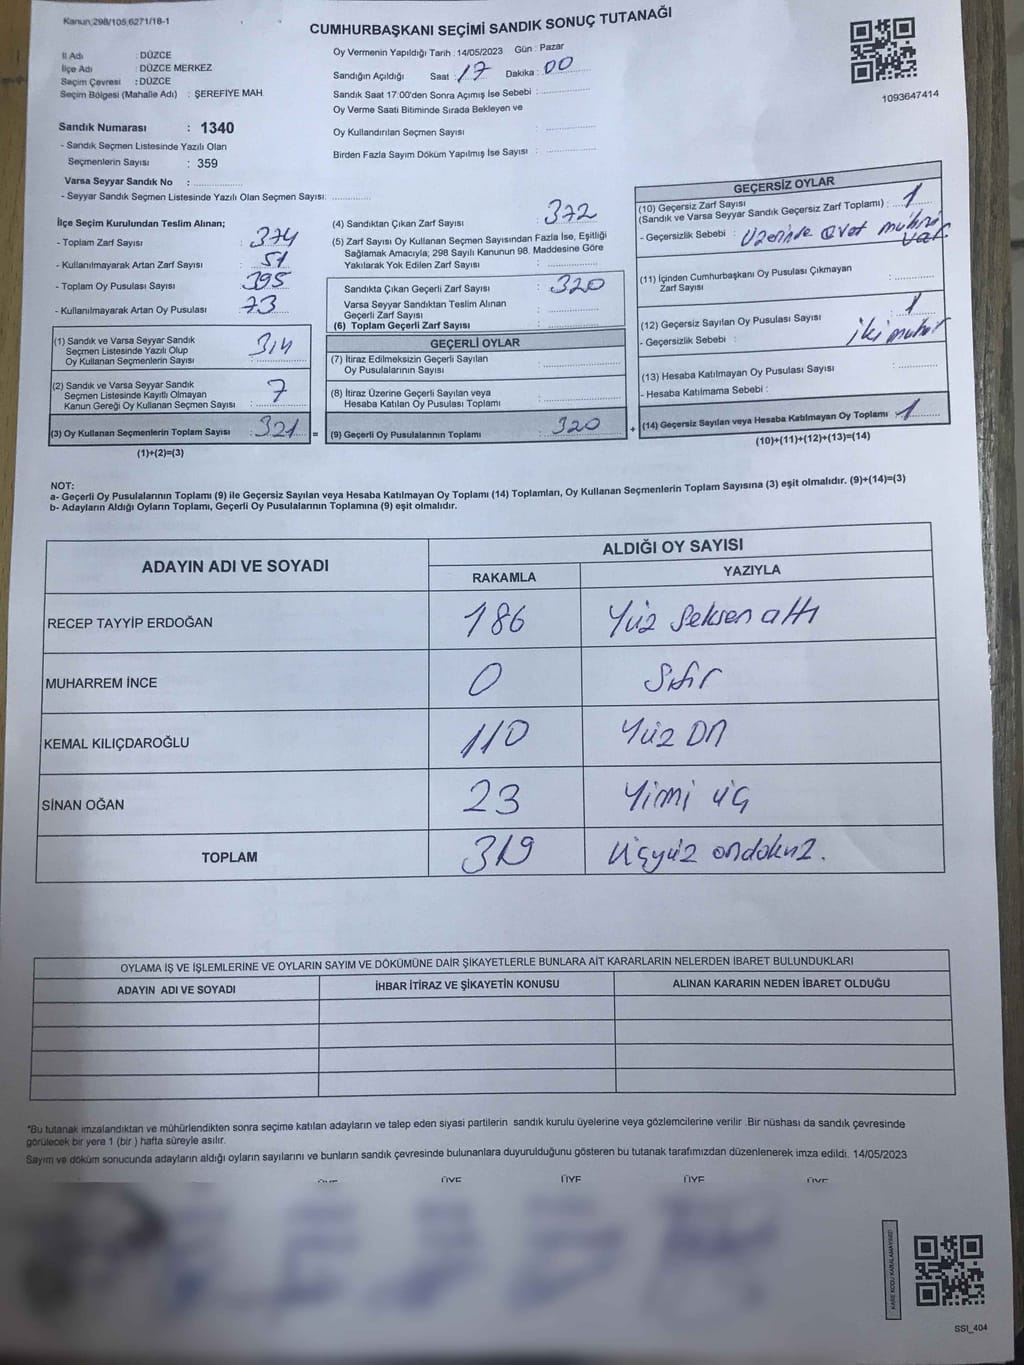 Kanun;298/105,6271/18-1
CUMHURBAŞKANI SEÇİMİ SANDIK SONUÇ TUTANAĞI
İl Adı : DÜZCE
İlçe Adı : DÜZCE MERKEZ
Seçim Çevresi : DÜZCE
Seçim Bölgesi (Mahalle Adı) : ŞEREFİYE MAH.
Sandık Numarası : 1340
- Sandık Seçmen Listesinde Yazılı Olan
Seçmenlerin Sayısı : 359
Varsa Seyyar Sandık No :
- Seyyar Sandık Seçmen Listesinde Yazılı Olan Seçmen Sayısı:
Oy Vermenin Yapıldığı Tarih : 14/05/2023 Gün : Pazar
Sandığın Açıldığı Saat : 17 Dakika : 00
Sandık Saat 17:00'den Sonra Açımış İse Sebebi :
Oy Verme Saati Bitiminde Sırada Bekleyen ve
Oy Kullandırılan Seçmen Sayısı :
Birden Fazla Sayım Döküm Yapılmış İse Sayısı :
1093647414
İlçe Seçim Kurulundan Teslim Alınan;
- Toplam Zarf Sayısı : 374
- Kullanılmayarak Artan Zarf Sayısı : 51
- Toplam Oy Pusulası Sayısı : 395
- Kullanılmayarak Artan Oy Pusulası : 73
(1) Sandık ve Varsa Seyyar Sandık
Seçmen Listesinde Yazılı Olup
Oy Kullanan Seçmenlerin Sayısı : 314
(2) Sandık ve Varsa Seyyar Sandık
Seçmen Listesinde Kayıtlı Olmayan
Kanun Gereği Oy Kullanan Seçmen Sayısı : 7
(3) Oy Kullanan Seçmenlerin Toplam Sayısı : 321 =
(1)+(2)=(3)
(4) Sandıktan Çıkan Zarf Sayısı : 372
(5) Zarf Sayısı Oy Kullanan Seçmen Sayısından Fazla İse, Eşitliği
Sağlamak Amacıyla; 298 Sayılı Kanunun 98. Maddesine Göre
Yakılarak Yok Edilen Zarf Sayısı :
Sandıkta Çıkan Geçerli Zarf Sayısı : 320
Varsa Seyyar Sandıktan Teslim Alınan
Geçerli Zarf Sayısı :
(6) Toplam Geçerli Zarf Sayısı :
GEÇERLİ OYLAR
(7) İtiraz Edilmeksizin Geçerli Sayılan
Oy Pusulalarının Sayısı :
(8) İtiraz Üzerine Geçerli Sayılan veya
Hesaba Katılan Oy Pusulası Toplamı :
(9) Geçerli Oy Pusulalarının Toplamı : 320 +
GEÇERSİZ OYLAR
(10) Geçersiz Zarf Sayısı
(Sandık ve Varsa Seyyar Sandık Geçersiz Zarf Toplamı) : 1
- Geçersizlik Sebebi : Üzerinde evet mührü
var
(11) İçinden Cumhurbaşkanı Oy Pusulası Çıkmayan
Zarf Sayısı :
(12) Geçersiz Sayılan Oy Pusulası Sayısı : 1
- Geçersizlik Sebebi : iki
(13) Hesaba Katılmayan Oy Pusulası Sayısı :
- Hesaba Katılmama Sebebi :
(14) Geçersiz Sayılan veya Hesaba Katılmayan Oy Toplamı : 1
(10)+(11)+(12)+(13)=(14)
NOT:
a- Geçerli Oy Pusulalarının Toplamı (9) ile Geçersiz Sayılan veya Hesaba Katılmayan Oy Toplamı (14) Toplamları, Oy Kullanan Seçmenlerin Toplam Sayısına (3) eşit olmalıdır. (9)+(14)=(3)
b- Adayların Aldığı Oyların Toplamı, Geçerli Oy Pusulalarının Toplamına (9) eşit olmalıdır.
ADAYIN ADI VE SOYADI ALDIĞI OY SAYISI
RAKAMLA YAZIYLA
RECEP TAYYİP ERDOĞAN 186 Yüz Seksen altı
MUHARREM İNCE 0 Sıfır
KEMAL KILIÇDAROĞLU 110 Yüz ON
SİNAN OĞAN 23 Yimi üç
TOPLAM 319 Üçyüz ondokuz.
OYLAMA İŞ VE İŞLEMLERİNE VE OYLARIN SAYIM VE DÖKÜMÜNE DAİR ŞİKAYETLERLE BUNLARA AİT KARARLARIN NELERDEN İBARET BULUNDUKLARI
ADAYIN ADI VE SOYADI İHBAR İTİRAZ VE ŞİKAYETİN KONUSU ALINAN KARARIN NEDEN İBARET OLDUĞU
*Bu tutanak imzalandıktan ve mühürlendikten sonra seçime katılan adayların ve talep eden siyasi partilerin sandık kurulu üyelerine veya gözlemcilerine verilir .Bir nüshası da sandık çevresinde
görülecek bir yere 1 (bir ) hafta süreyle asılır.
Sayım ve döküm sonucunda adayların aldığı oyların sayılarını ve bunların sandık çevresinde bulunanlara duyurulduğunu gösteren bu tutanak tarafımızdan düzenlenerek imza edildi. 14/05/2023
ÜYE ÜYE ÜYE ÜYE
KARE KODU KARALAMAYINIZ!
SSI_404